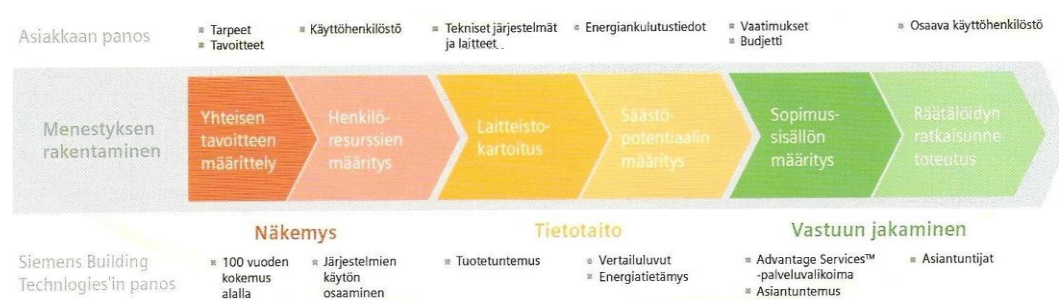 Asiakkaan panos
Tarpeet
Tavoitteet
Käyttöhenkilöstö
Tekniset järjestelmät
ja laitteet
Energiankulutustiedot
Vaatimukset
Budjetti
Osaava käyttöhenkilöstö
Menestyksen
rakentaminen
Yhteisen
tavoitteen
määrittely
Henkilö-
resurssien
määritys
Laitteisto-
kartoitus
Säästö-
potentiaalin
määritys
Sopimus-
sisällön
määritys
Räätälöidyn
ratkaisunne
toteutus
Näkemys
Tietotaito
Vastuun jakaminen
Siemens Building
Technlogies'in panos
100 vuoden
kokemus
alalla
Järjestelmien
käytön
osaaminen
Tuotetuntemus
Vertailuluvut
Energiatietämys
Advantage Services™
-palveluvalikoima
Asiantuntemus
Asiantuntijat